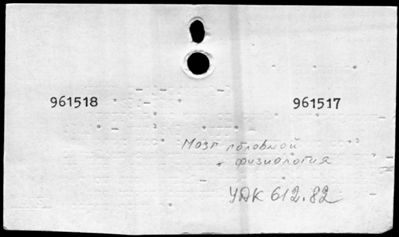 961518 961517
Мозг головной
физиология
УДК 612.82